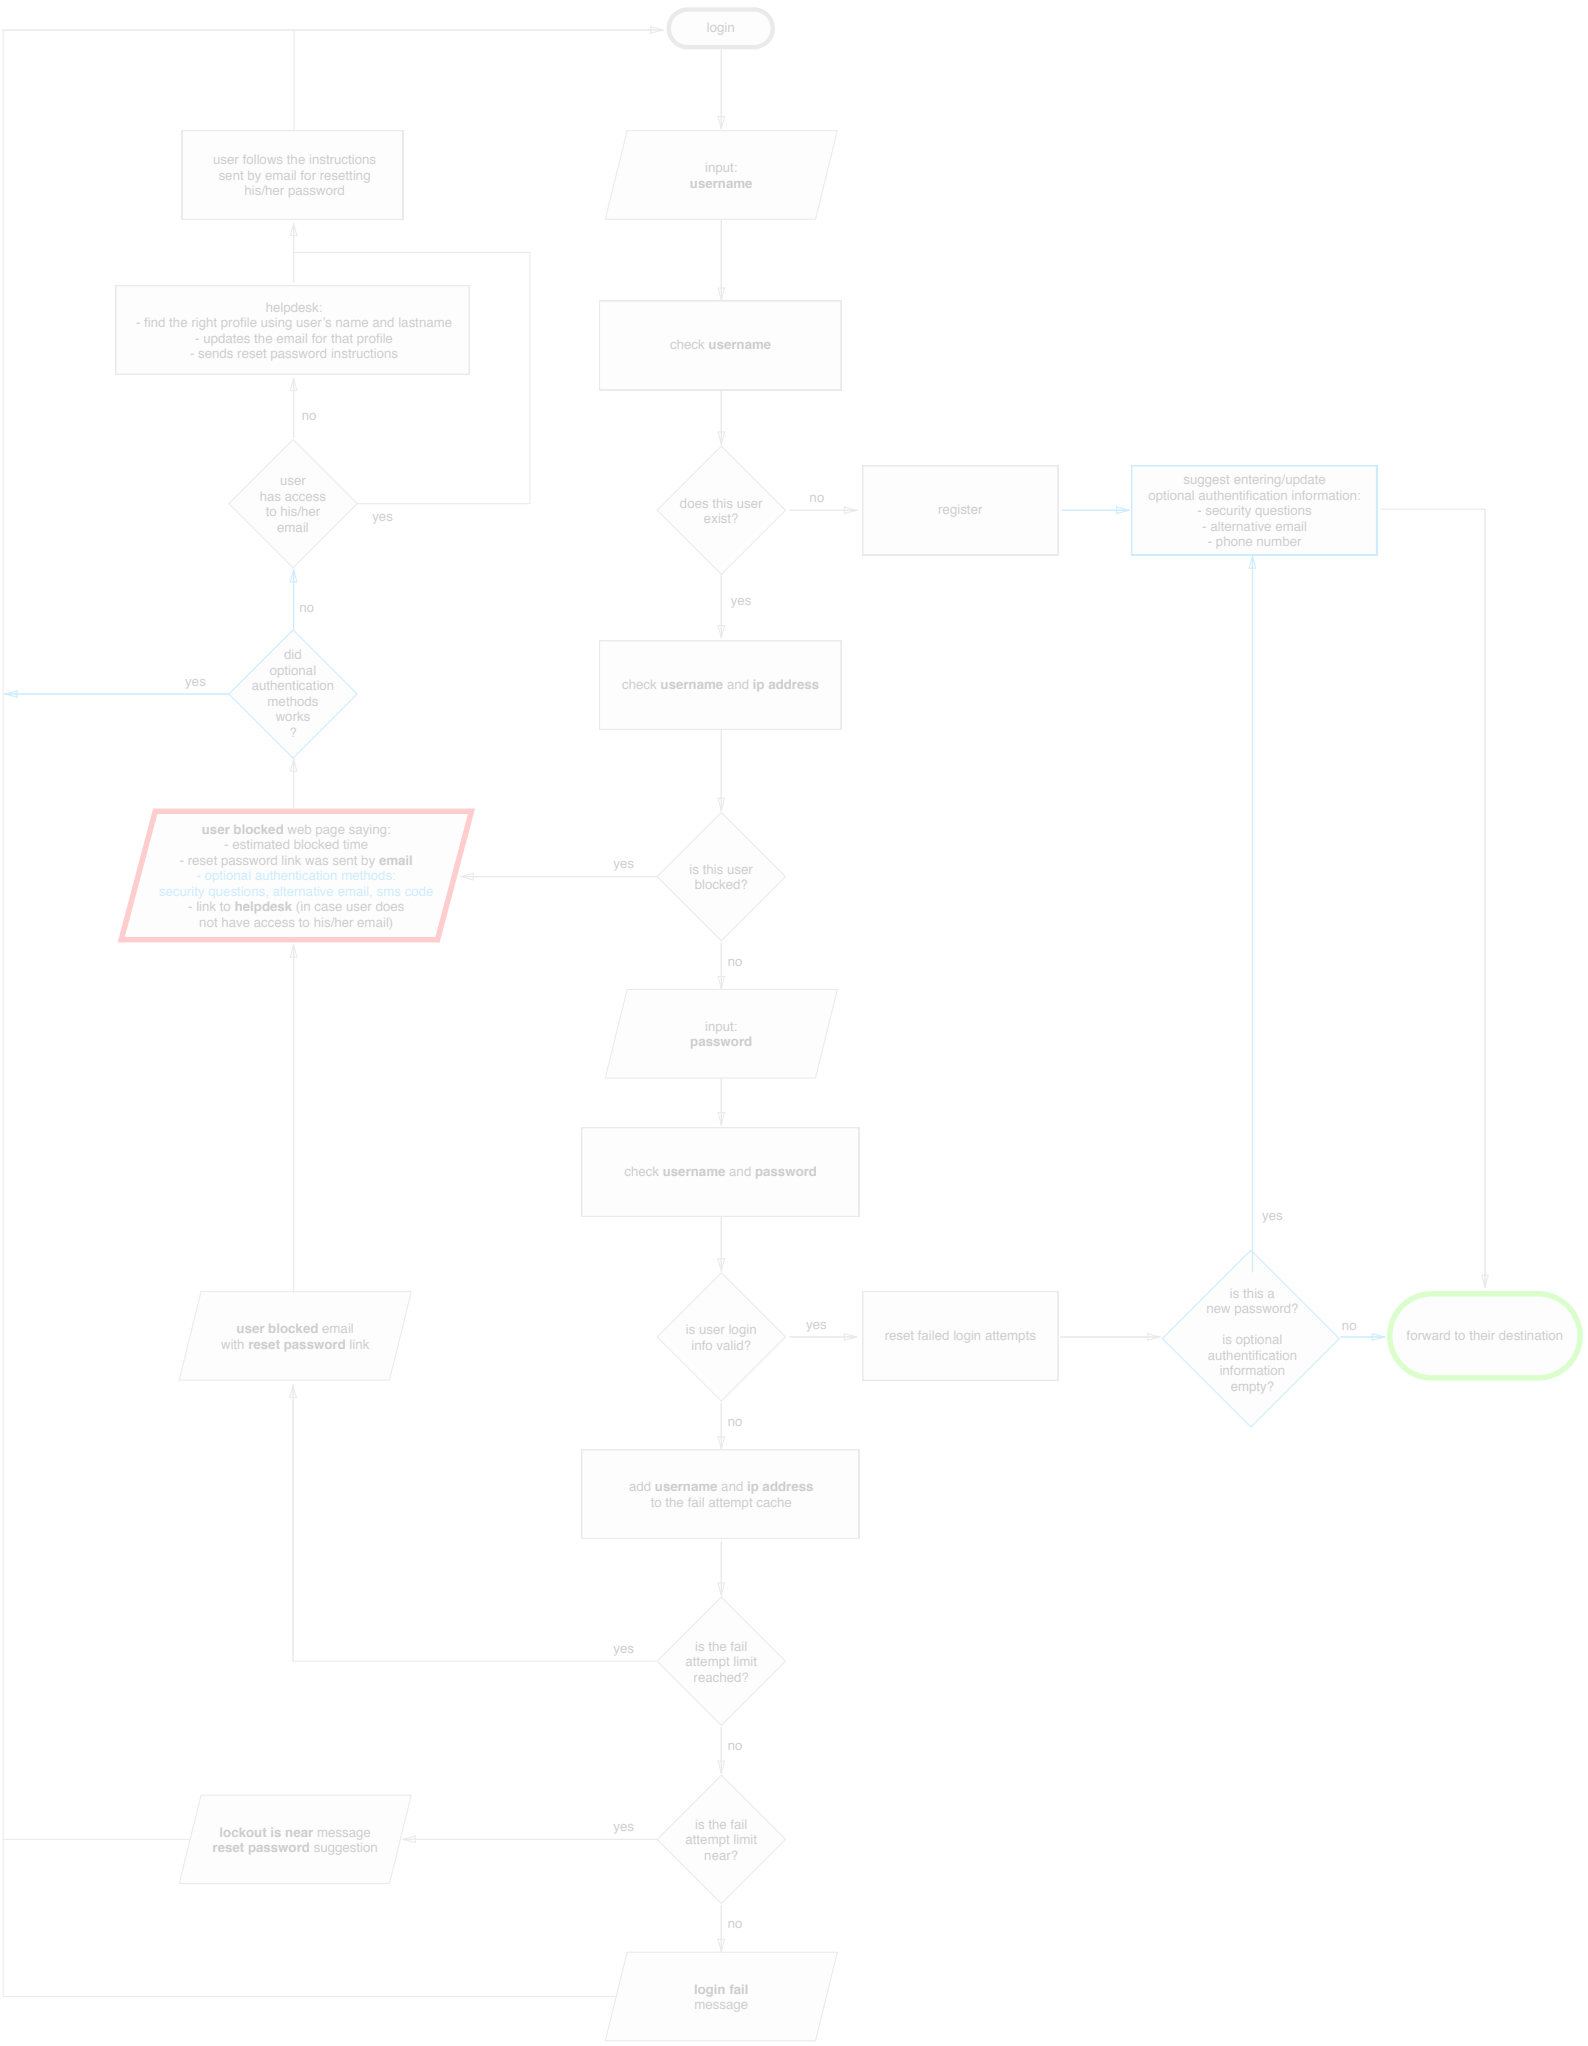 login
input:
username
check username
does this user
exist?
no
register
suggest entering/update
optional authentification information:
- security questions
- alternative email
- phone number
yes
check username and ip address
is this user
blocked?
yes
user blocked web page saying:
- estimated blocked time
- reset password link was sent by email
- optional authentication methods:
security questions, alternative email, sms code
- link to helpdesk (in case user does
not have access to his/her email)
did
optional
authentication
methods
works
?
yes
no
user
has access
to his/her
email
yes
no
helpdesk:
- find the right profile using user's name and lastname
- updates the email for that profile
- sends reset password instructions
user follows the instructions
sent by email for resetting
his/her password
no
input:
password
check username and password
is user login
info valid?
yes
reset failed login attempts
is this a
new password?
is optional
authentification
information
empty?
yes
no
forward to their destination
no
add username and ip address
to the fail attempt cache
is the fail
attempt limit
reached?
yes
user blocked email
with reset password link
no
is the fail
attempt limit
near?
yes
lockout is near message
reset password suggestion
no
login fail
message